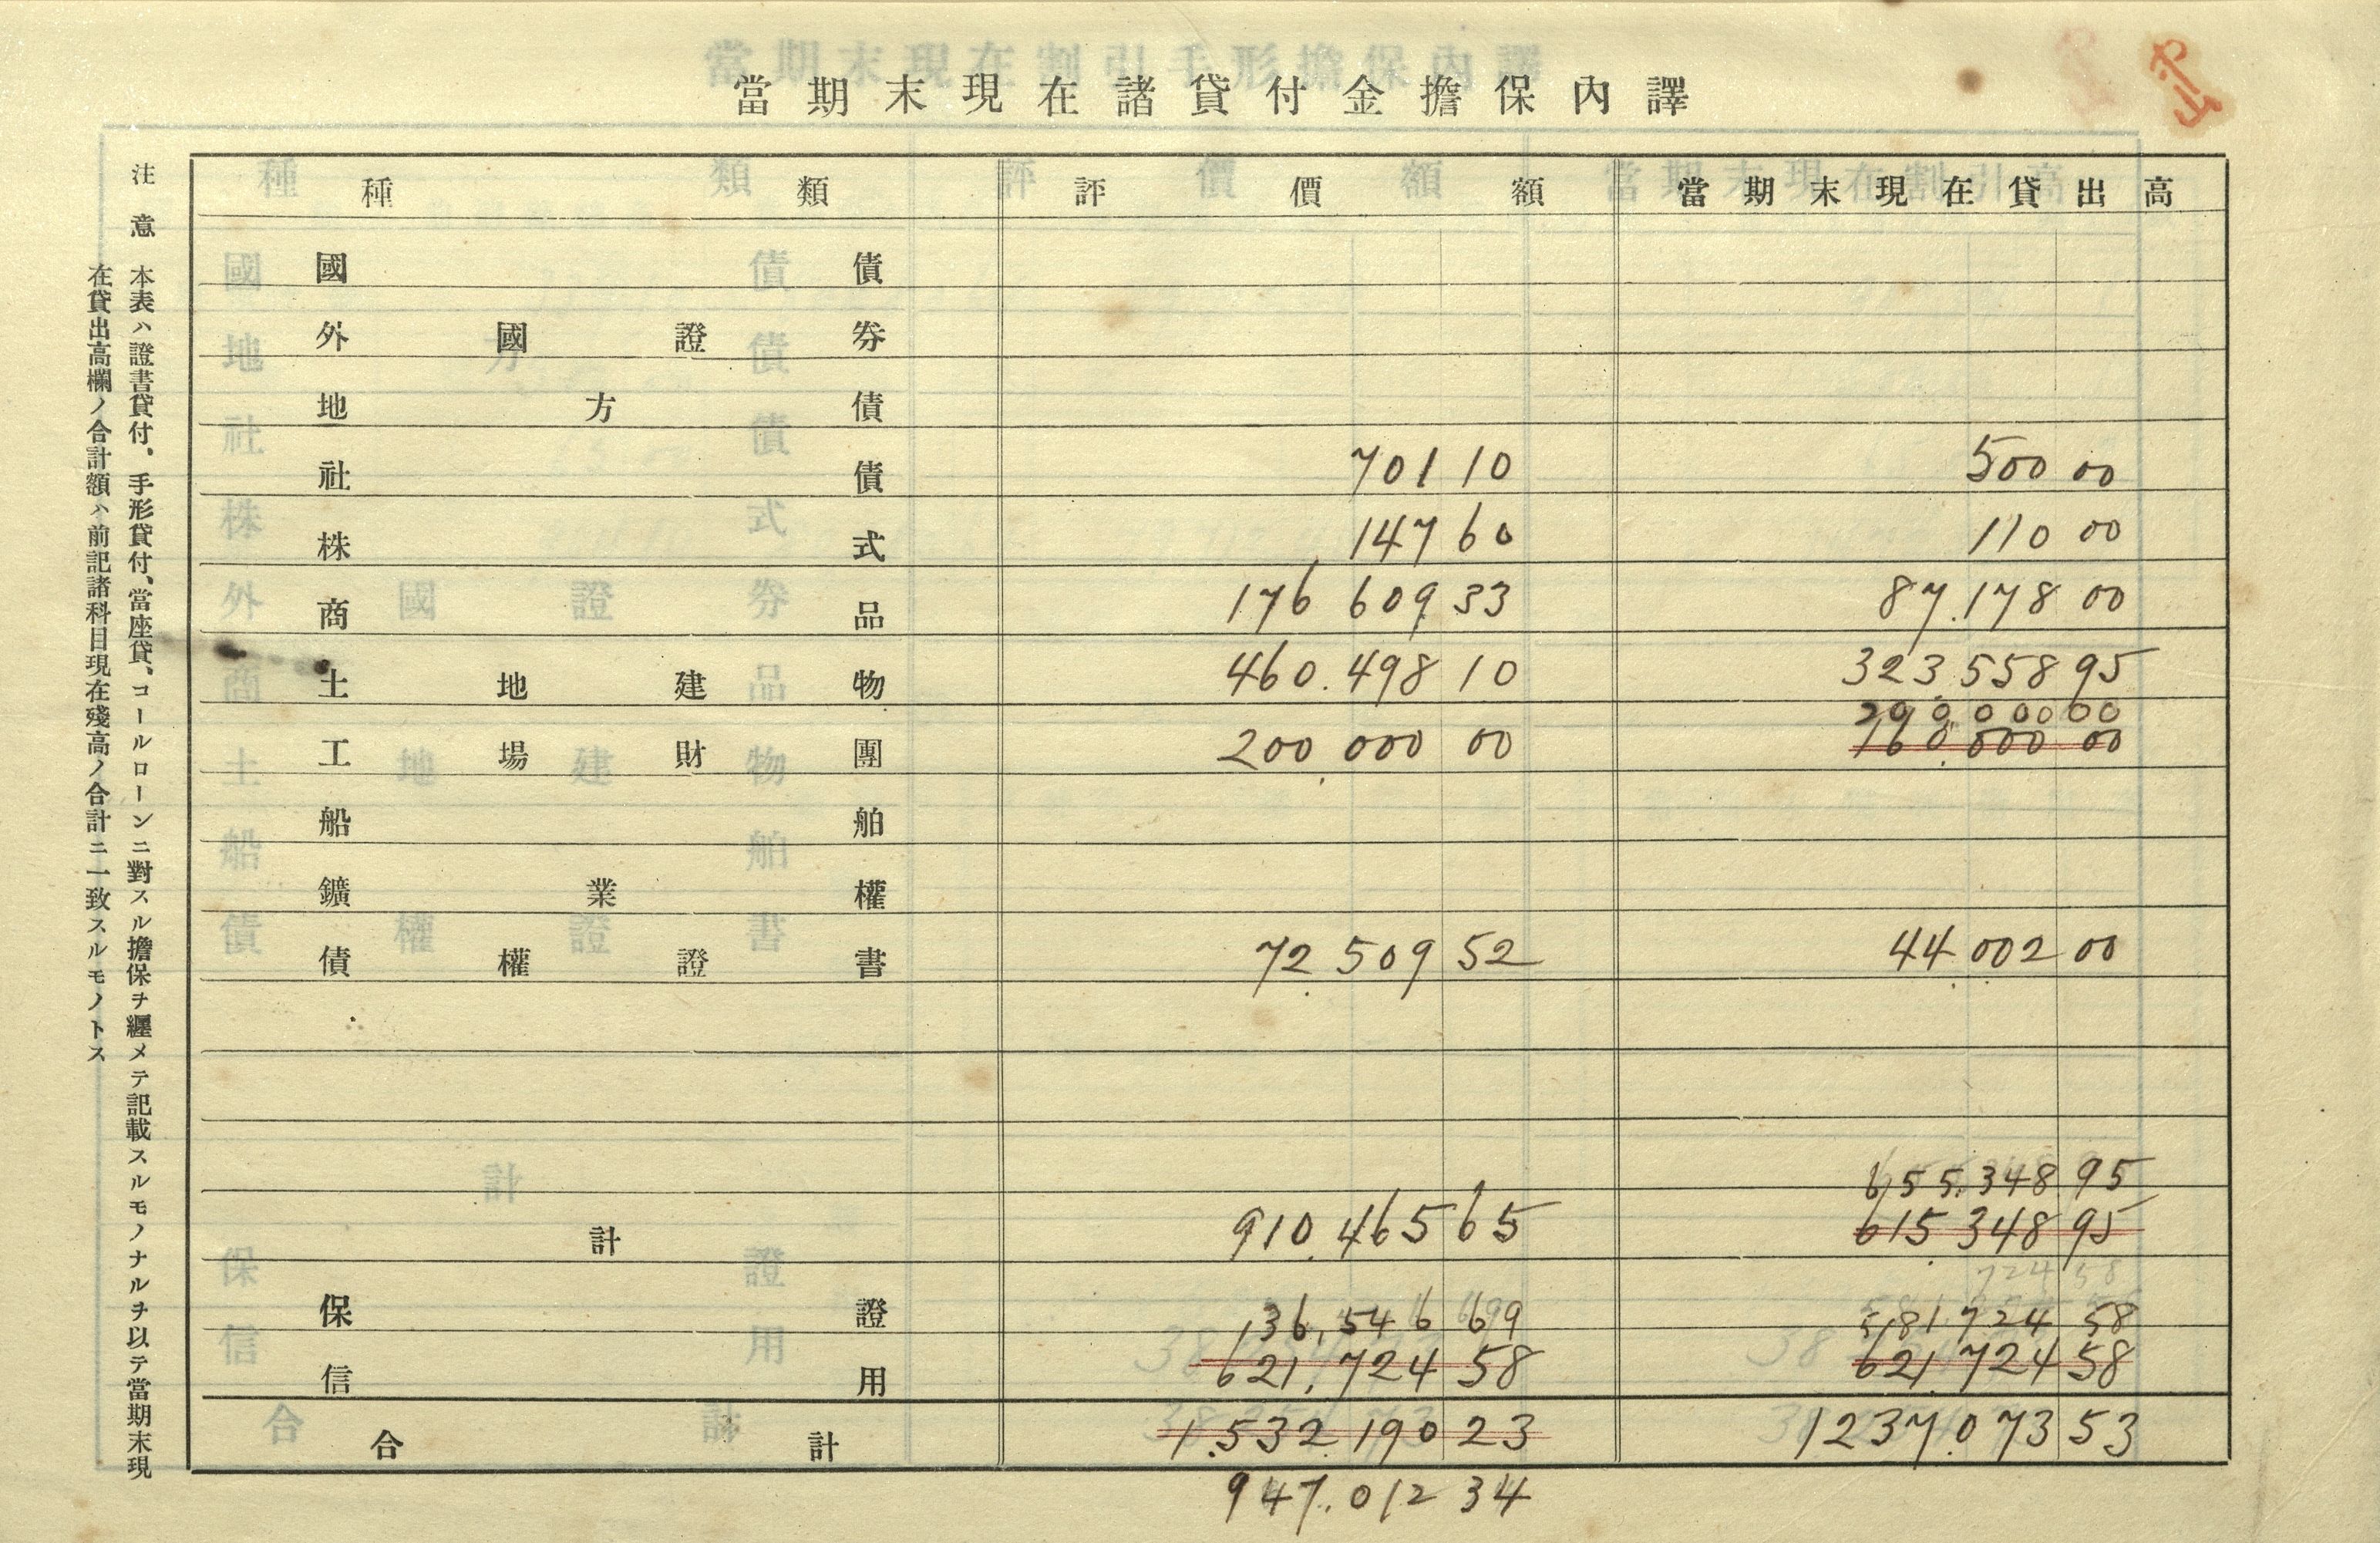 當期末現在諸貸付金擔保內譯
種類 評價額 當期末現在貸出高
國債
外國證券
地方債
社債 701 10 500 00
株式 147 60 110 00
商品 176 609.33 87.178 00
土地建物 460.498 10 323.558 95
200.000 00
工場財團 200.000 00 160.000 00
船舶
鑛業權
債權證書 72.509 52 44.002 00
655.348 95
計 910.465 65 615.348 95
724 58
保證 36,546 69 581.724 58
信用 621,724 58 621.724 58
合計 1.532.190 23 1237.073 53
947.012 34
注意 本表ハ證書貸付、手形貸付、當座貸、コールローンニ對スル擔保ヲ纒メテ記載スルモノナルヲ以テ當期末現
在貸出高欄ノ合計額ハ前記諸科目現在殘高ノ合計ニ一致スルモノトス